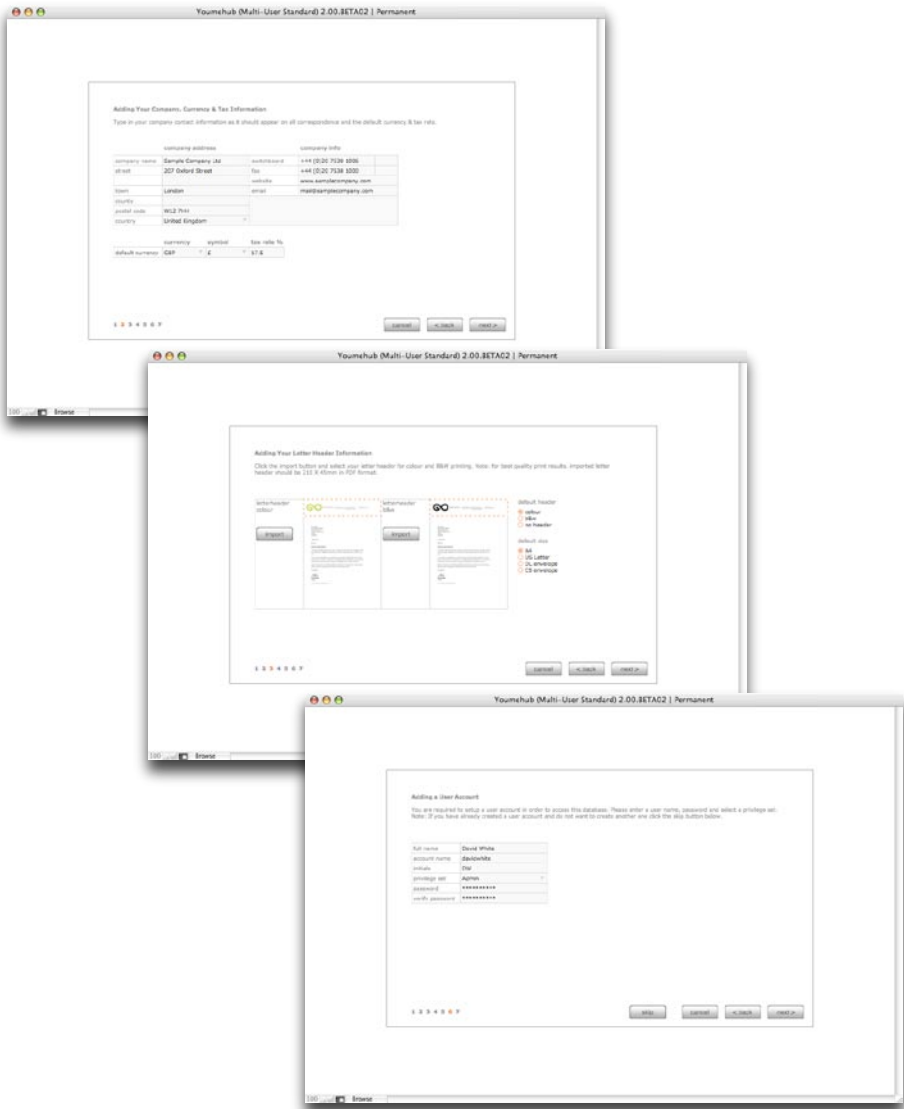 Youmehub (Multi-User Standard) 2.00.BETA02 | Permanent
Adding Your Company, Currency & Tax Information
Type in your company contact information as it should appear on all correspondence and the default currency & tax rate.
company address company info
company name Sample Company Ltd switchboard +44 (0)20 7539 1006
street 207 Oxford Street fax +44 (0)20 7539 1000
website www.samplecompany.com
town London email mail@samplecompany.com
county
postal code
country United Kingdom
currency symbol tax rate %
default currency GBP £ 17.5
1 2 3 4 5 6 7
cancel < back next >
100 Browse
Youmehub (Multi-User Standard) 2.00.BETA02 | Permanent
Adding Your Letter Header Information
Click the import button and select your letter header for colour and B&W printing. Note: for best quality print results, imported letter
header should be 210 X 45mm in PDF format.
letterheader
colour
import
letterheader
b&w
import
default header
colour
b&w
no header
default size
A4
US Letter
DL envelope
C5 envelope
1 2 3 4 5 6 7
cancel < back next >
100 Browse
Youmehub (Multi-User Standard) 2.00.BETA02 | Permanent
Adding a User Account
You are required to setup a user account in order to access this database. Please enter a user name, password and select a privilege set.
Note: If you have already created a user account and do not want to create another one click the skip button below.
full name David White
account name davidwhite
initials DW
privilege set Admin
password **********
verify password **********
1 2 3 4 5 6 7
skip cancel < back next >
100 Browse